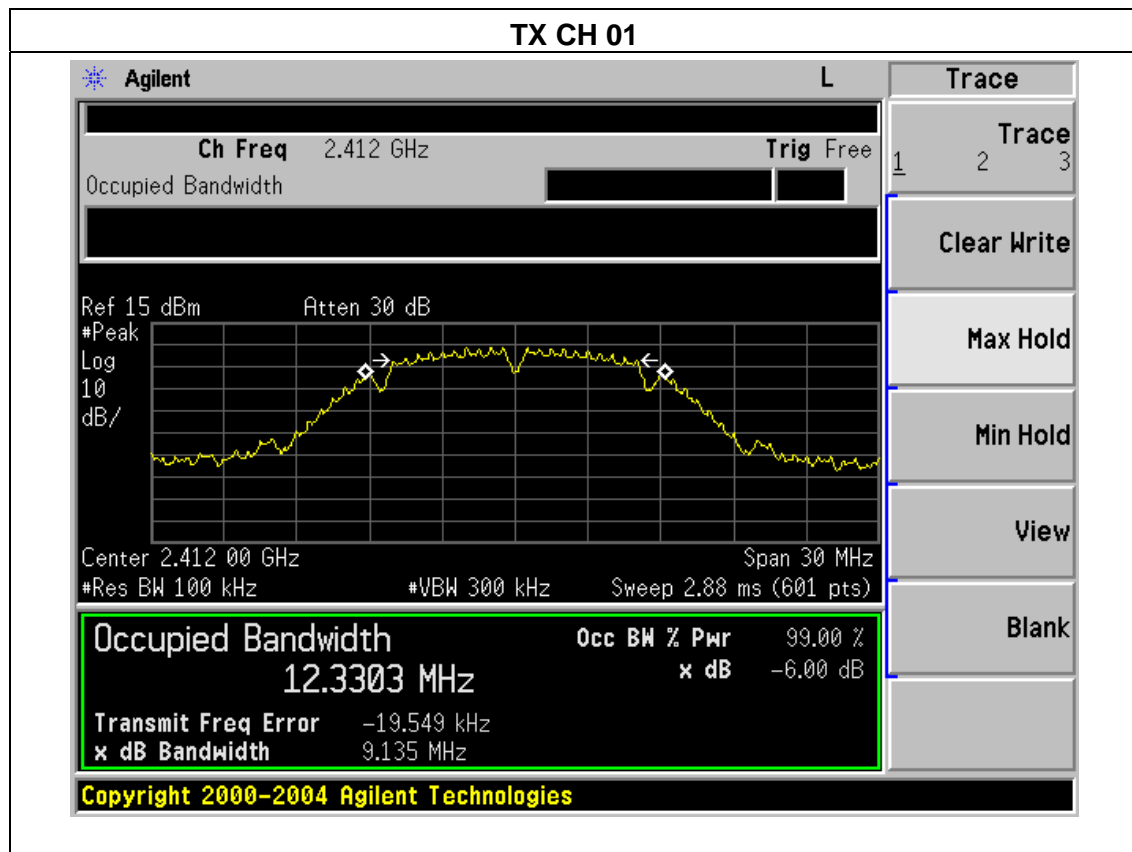 TX CH 01
Agilent L Trace
Ch Freq 2.412 GHz Trig Free
Occupied Bandwidth
Trace
1 2 3
Clear Write
Max Hold
Min Hold
View
Blank
Ref 15 dBm Atten 30 dB
#Peak
Log
10
dB/
Center 2.412 00 GHz Span 30 MHz
#Res BW 100 kHz #VBW 300 kHz Sweep 2.88 ms (601 pts)
Occupied Bandwidth Occ BW % Pwr 99.00 %
12.3303 MHz x dB -6.00 dB
Transmit Freq Error -19.549 kHz
x dB Bandwidth 9.135 MHz
Copyright 2000-2004 Agilent Technologies